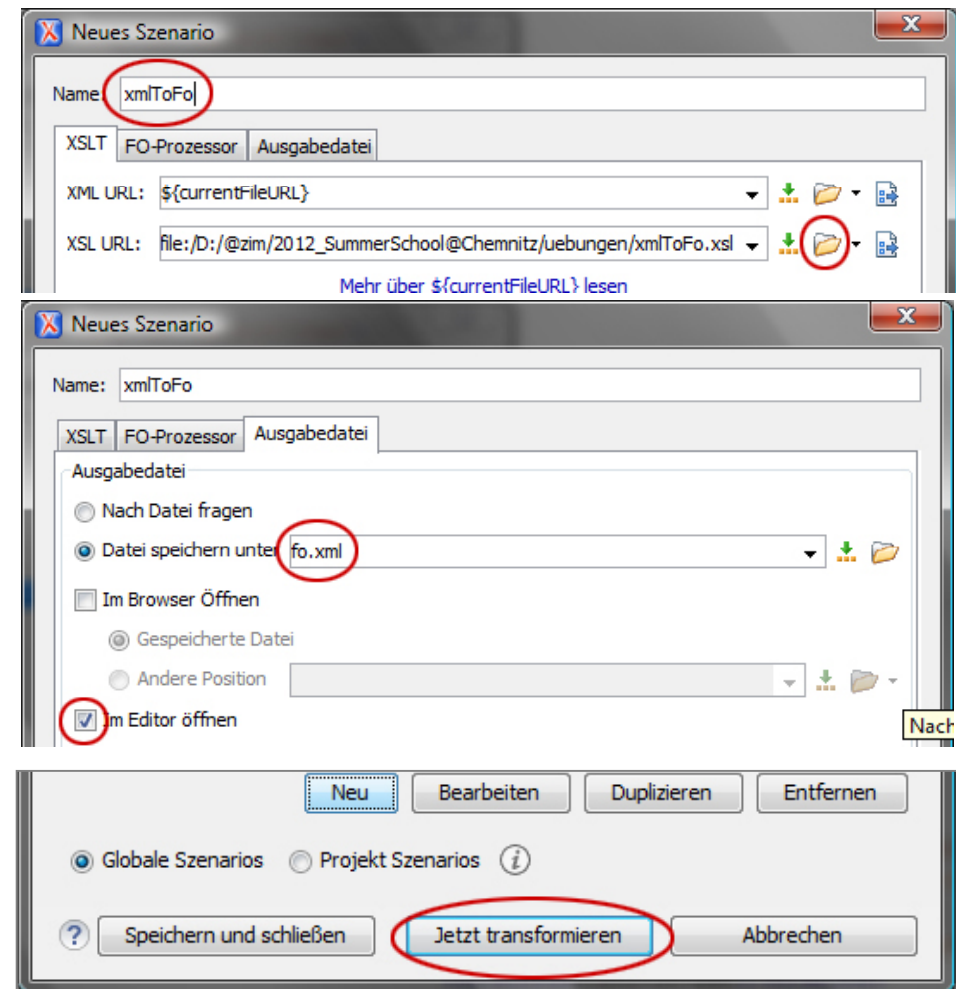 Neues Szenario
Name: xmlToFo
XSLT FO-Prozessor Ausgabedatei
XML URL: ${currentFileURL}
XSL URL: file:/D:/@zim/2012_SummerSchool@Chemnitz/uebungen/xmlToFo.xsl
Mehr über ${currentFileURL} lesen
Neues Szenario
Name: xmlToFo
XSLT FO-Prozessor Ausgabedatei
Ausgabedatei
Nach Datei fragen
Datei speichern unter fo.xml
Im Browser Öffnen
Gespeicherte Datei
Andere Position
Im Editor öffnen
Nach
Neu Bearbeiten Duplizieren Entfernen
Globale Szenarios Projekt Szenarios i
? Speichern und schließen Jetzt transformieren Abbrechen